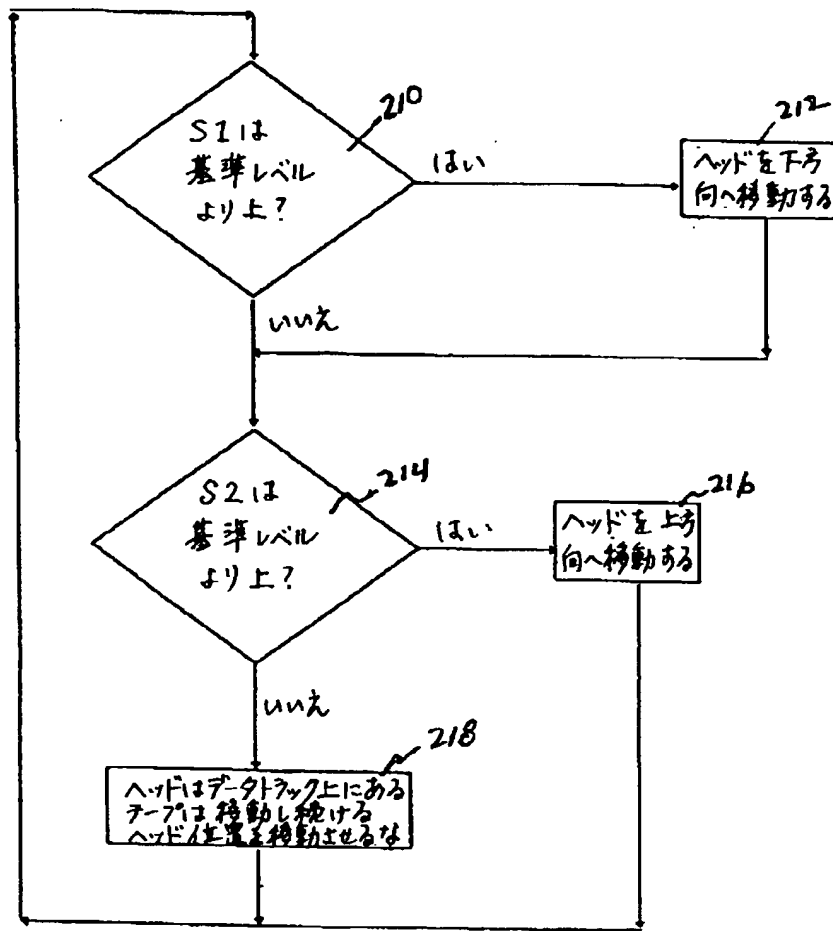 210
S1は
基準レベル
より上?
はい
212
ヘッドを下方
向へ移動する
いいえ
214
S2は
基準レベル
より上?
はい
216
ヘッドを上方
向へ移動する
いいえ
218
ヘッドはデータトラック上にある
テープは移動し続ける
ヘッド位置を移動させるな